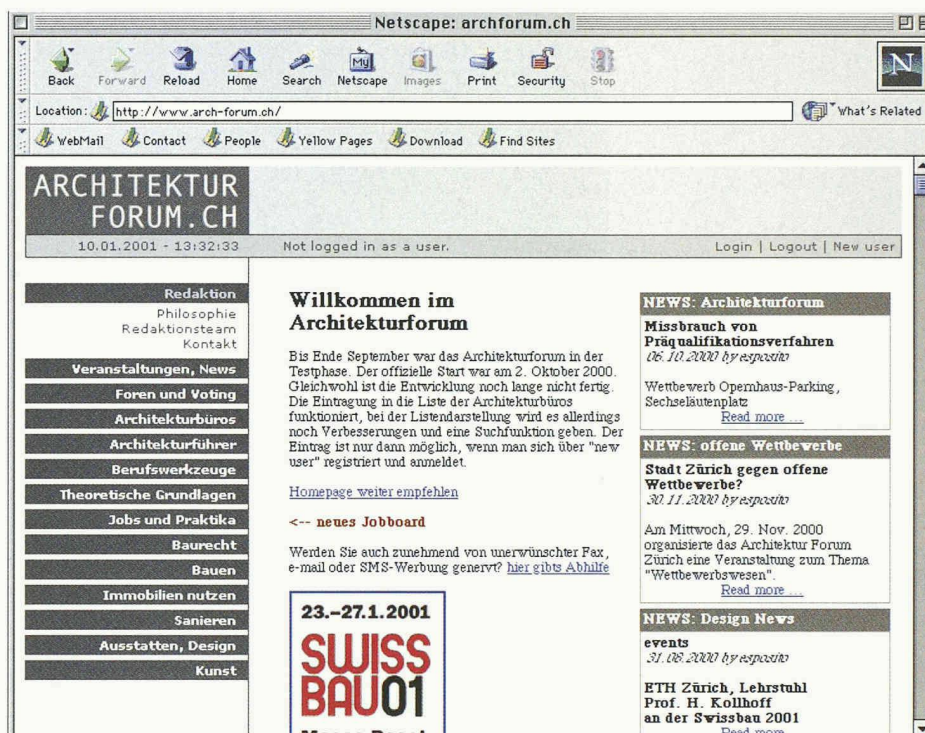 Netscape: archforum.ch
Back Forward Reload Home Search Netscape Images Print Security Stop
My
N
Location: http://www.arch-forum.ch/ What's Related
WebMail Contact People Yellow Pages Download Find Sites
ARCHITEKTUR
FORUM.CH
10.01.2001 - 13:32:33 Not logged in as a user. Login | Logout | New user
Redaktion
Philosophie
Redaktionsteam
Kontakt
Veranstaltungen, News
Foren und Voting
Architekturbüros
Architekturführer
Berufswerkzeuge
Theoretische Grundlagen
Jobs und Praktika
Baurecht
Bauen
Immobilien nutzen
Sanieren
Ausstatten, Design
Kunst
Willkommen im
Architekturforum
Bis Ende September war das Architekturforum in der
Testphase. Der offizielle Start war am 2. Oktober 2000.
Gleichwohl ist die Entwicklung noch lange nicht fertig.
Die Eintragung in die Liste der Architekturbüros
funktioniert, bei der Listendarstellung wird es allerdings
noch Verbesserungen und eine Suchfunktion geben. Der
Eintrag ist nur dann möglich, wenn man sich über "new
user" registriert und anmeldet.
Homepage weiter empfehlen
<-- neues Jobboard
Werden Sie auch zunehmend von unerwünschter Fax,
e-mail oder SMS-Werbung genervt? hier gibts Abhilfe
23.–27.1.2001
SWISS
BAU01
Messe Basel
NEWS: Architekturforum
Missbrauch von
Präqualifikationsverfahren
06.10.2000 by esposito
Wettbewerb Opernhaus-Parking,
Sechseläutenplatz
Read more ...
NEWS: offene Wettbewerbe
Stadt Zürich gegen offene
Wettbewerbe?
30.11.2000 by esposito
Am Mittwoch, 29. Nov. 2000
organisierte das Architektur Forum
Zürich eine Veranstaltung zum Thema
"Wettbewerbswesen".
Read more ...
NEWS: Design News
events
31.08.2000 by esposito
ETH Zürich, Lehrstuhl
Prof. H. Kollhoff
an der Swissbau 2001
Read more ...